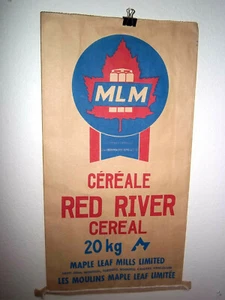 MLM
CÉRÉALE
RED RIVER
CEREAL
20 kg
MAPLE LEAF MILLS LIMITED
LES MOULINS MAPLE LEAF LIMITÉE